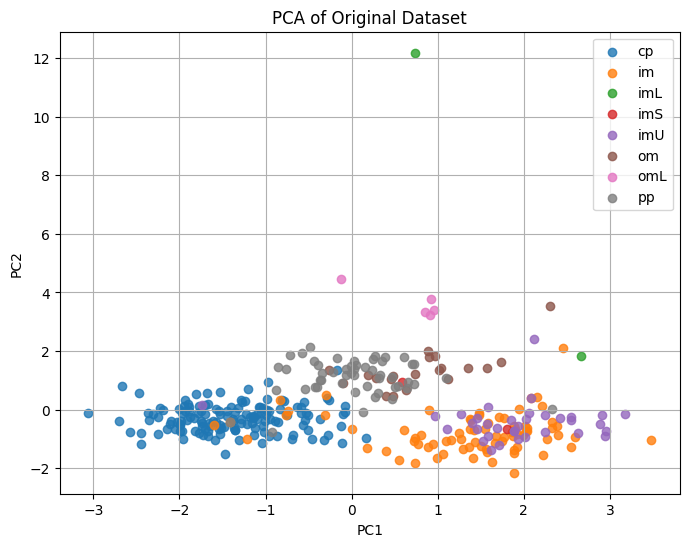 PCA of Original Dataset
12
10
8
6
4
2
0
−2
PC2
−3
−2
−1
0
1
2
3
PC1
cp
im
imL
imS
imU
om
omL
pp